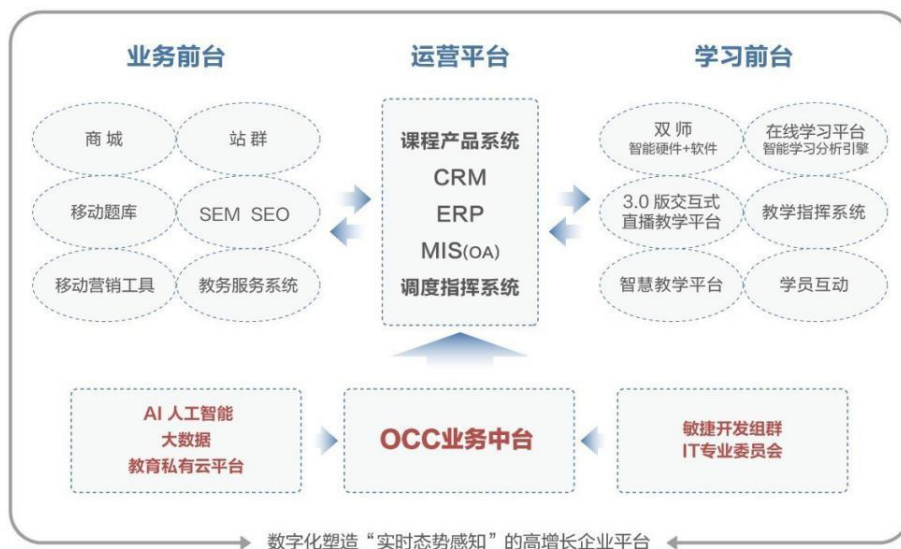 业务前台
运营平台
学习前台
商城
站群
移动题库
SEM SEO
移动营销工具
教务服务系统
课程产品系统
CRM
ERP
MIS(OA)
调度指挥系统
双师
智能硬件+软件
在线学习平台
智能学习分析引擎
3.0 版交互式
直播教学平台
教学指挥系统
智慧教学平台
学员互动
AI 人工智能
大数据
教育私有云平台
OCC业务中台
敏捷开发组群
IT专业委员会
数字化塑造“实时态势感知”的高增长企业平台